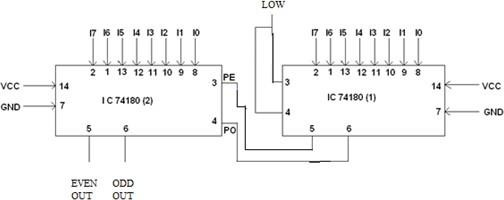 LOW
I7 I6 I5 I4 I3 I2 I1 I0
I7 I6 I5 I4 I3 I2 I1 I0
2 1 13 12 11 10 9 8
2 1 13 12 11 10 9 8
VCC 14
3 PE
3
14 VCC
I C 74180 (2)
IC 74180 (1)
GND 7
4 PO
4
7 GND
5 6
5 6
EVEN OUT
ODD OUT